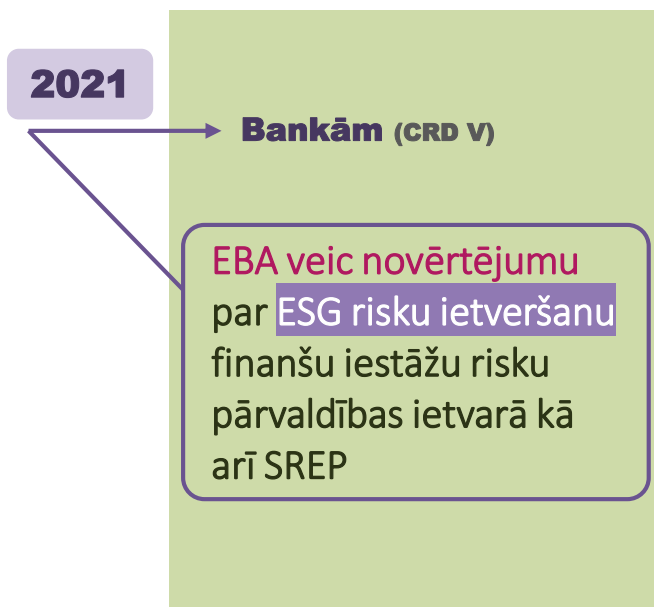 2021
Bankām (CRD V)
EBA veic novērtējumu
par ESG risku ietveršanu
finanšu iestāžu risku
pārvaldības ietvarā kā
arī SREP